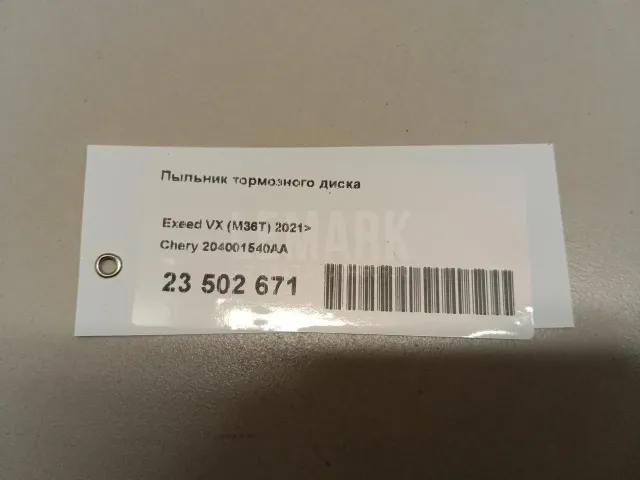 Пыльник тормозного диска
Exeed VX (M36T) 2021>
Chery 204001540AA
23 502 671